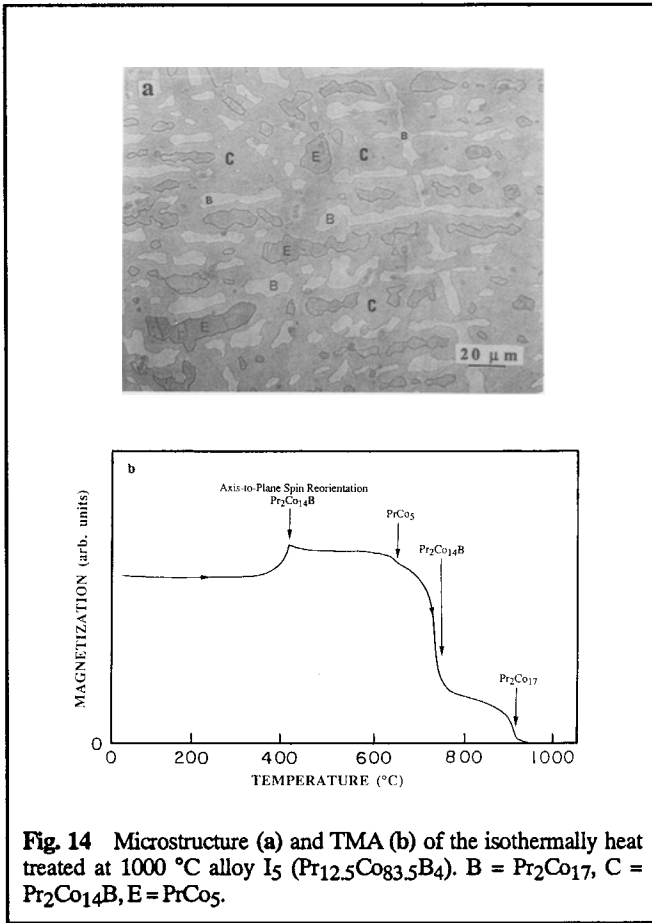 a
B
C
E
C
B
B
E
B
C
E
20 μm
b
Axis-to-Plane Spin Reorientation
Pr₂Co₁₄B
PrCo₅
Pr₂Co₁₄B
Pr₂Co₁₇
MAGNETIZATION (arb. units)
0
0 200 400 600 800 1000
TEMPERATURE (°C)
Fig. 14 Microstructure (a) and TMA (b) of the isothermally heat
treated at 1000 °C alloy I₅ (Pr₁₂.₅Co₈₃.₅B₄). B = Pr₂Co₁₇, C =
Pr₂Co₁₄B, E = PrCo₅.